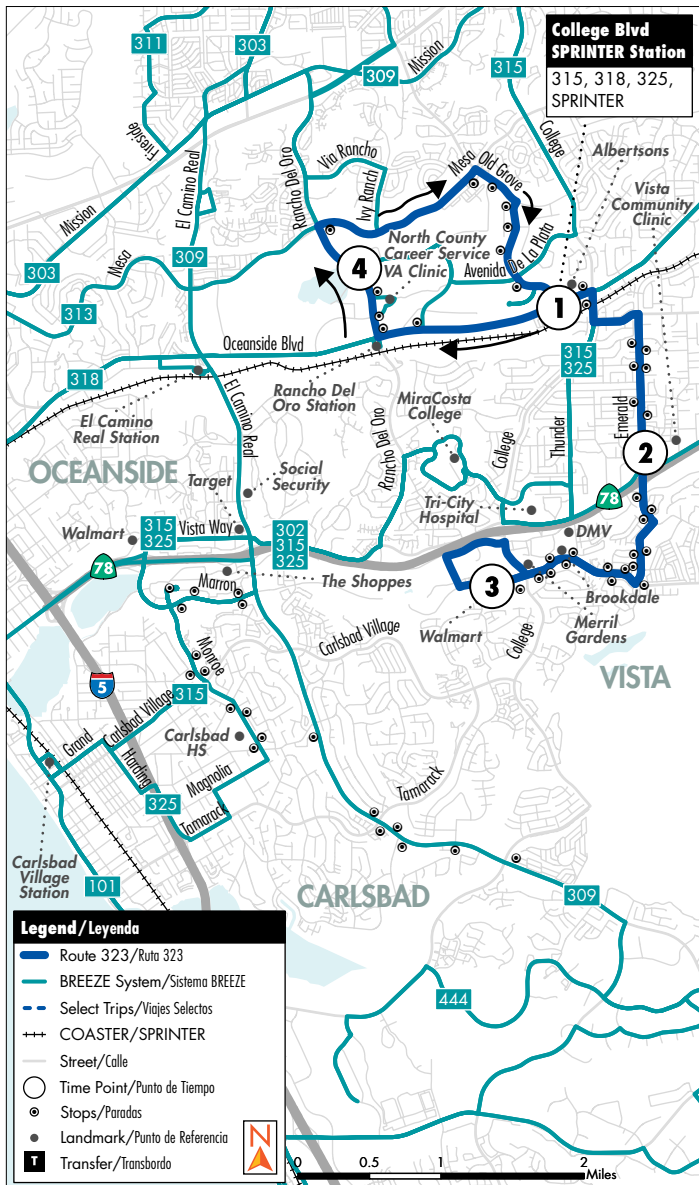 College Blvd
SPRINTER Station
315, 318, 325,
SPRINTER
311
303
309
Mission
315
College
Fireside
El Camino Real
Rancho Del Oro
Via Rancho
Ivy Ranch
Mesa
Old Grove
Albertsons
Vista
Community
Clinic
Mission
303
Mesa
309
313
North County
Career Service
VA Clinic
Avenida De La Plata
4
1
Oceanside Blvd
318
El Camino
Real Station
El Camino Real
Rancho Del
Oro Station
Rancho Del Oro
MiraCosta
College
College
315
325
Thunder
Emerald
2
OCEANSIDE
Target
Social
Security
Tri-City
Hospital
78
Walmart
315
325
Vista Way
302
315
325
DMV
78
Marron
The Shoppes
3
Brookdale
Walmart
College
Merril
Gardens
Carlsbad Village
VISTA
5
Monroe
315
Carlsbad Village
Grand
Carlsbad
HS
Harding
Magnolia
325
Tamarack
Tamarack
Carlsbad
Village
Station
101
CARLSBAD
309
444
Legend/Leyenda
Route 323/Ruta 323
BREEZE System/Sistema BREEZE
Select Trips/Viajes Selectos
COASTER/SPRINTER
Street/Calle
Time Point/Punto de Tiempo
Stops/Paradas
Landmark/Punto de Referencia
T Transfer/Transbordo
N
0 0.5 1 2
Miles